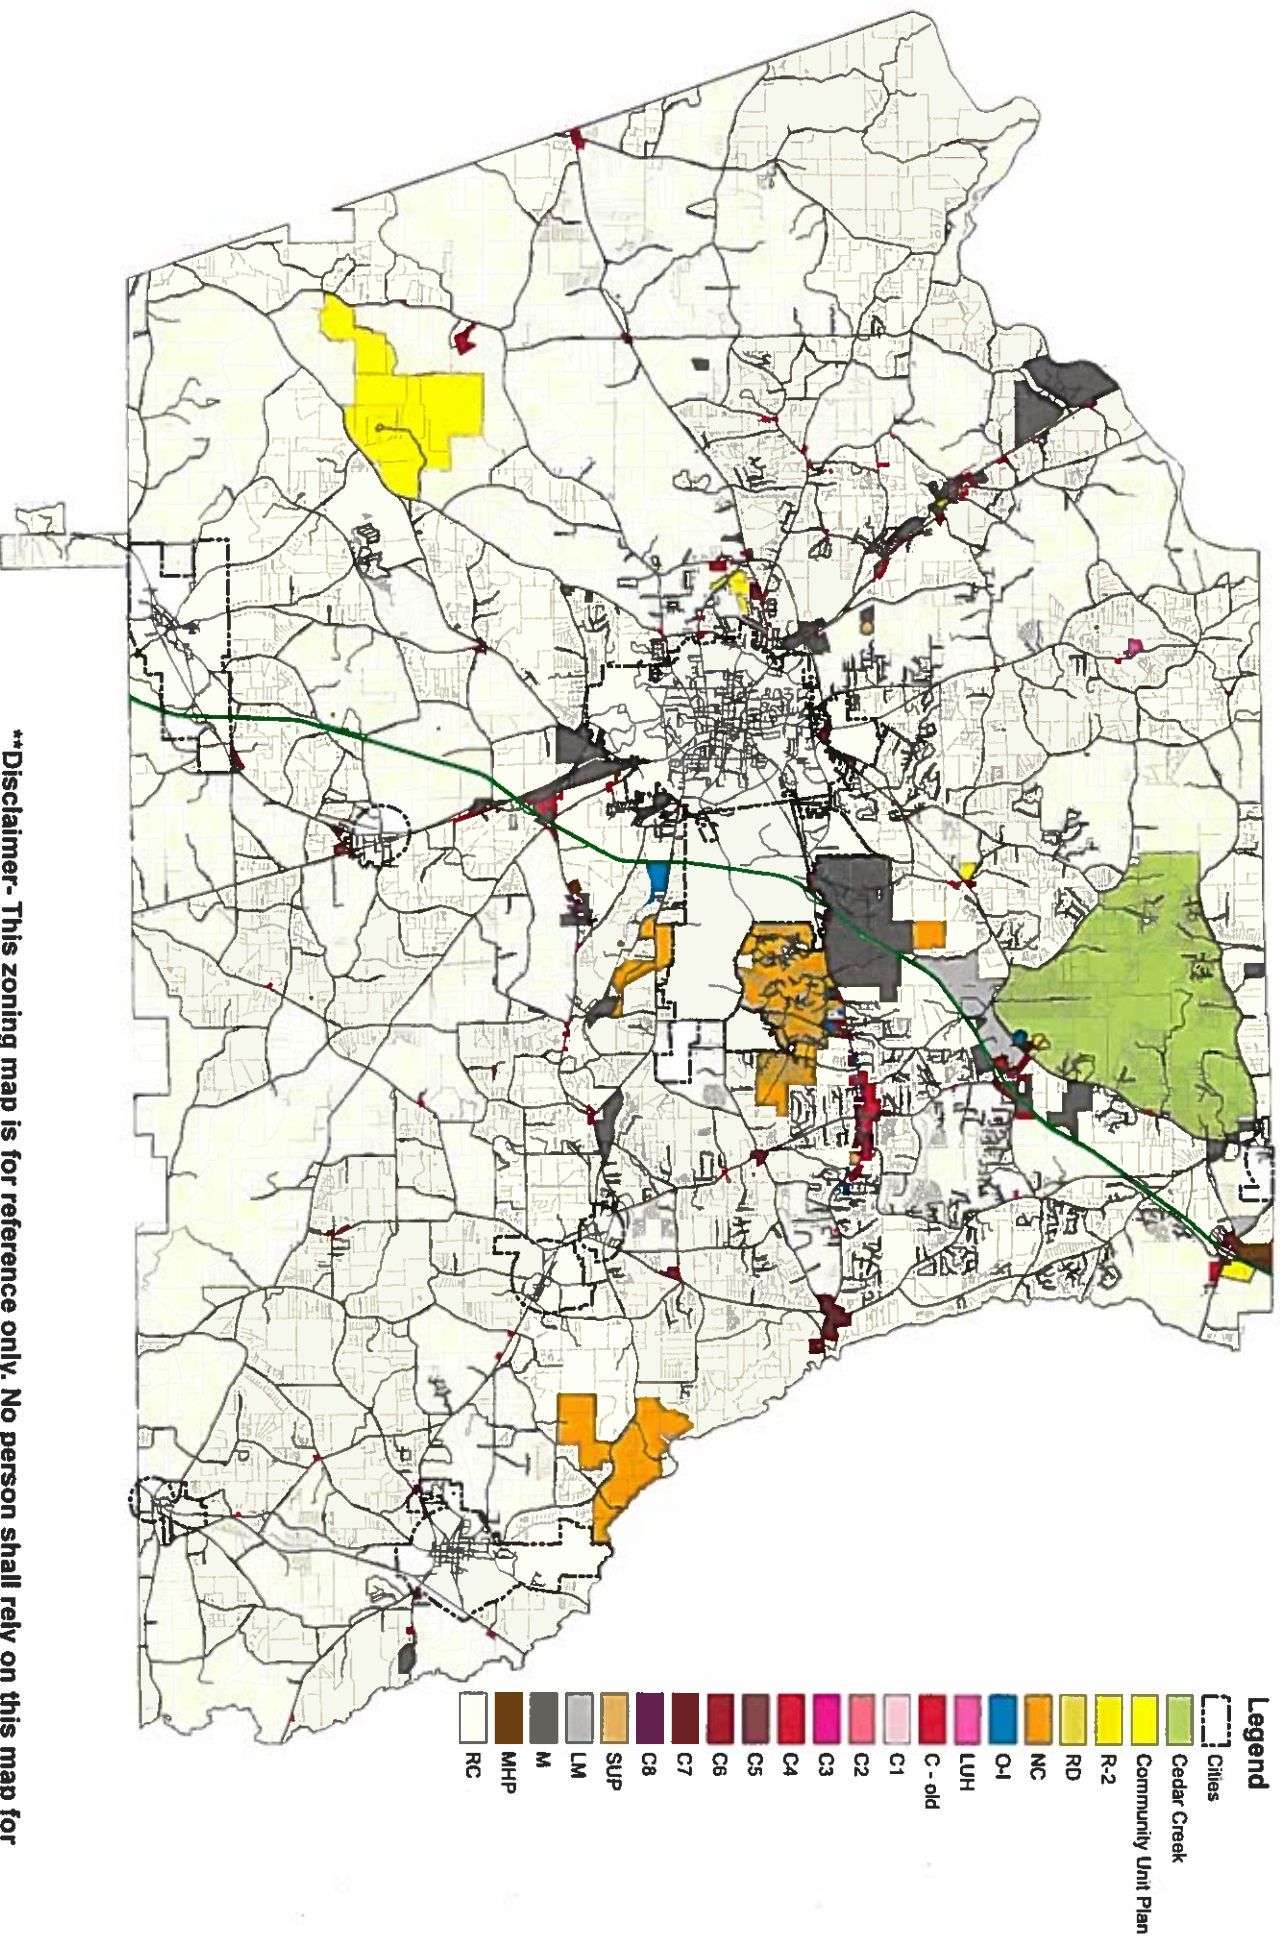 Legend
Cities
Cedar Creek
Community Unit Plan
R-2
RD
NC
O-I
LUH
C - old
C1
C2
C3
C4
C5
C6
C7
C8
SUP
LM
M
MHP
RC
**Disclaimer- This zoning map is for reference only. No person shall rely on this map for